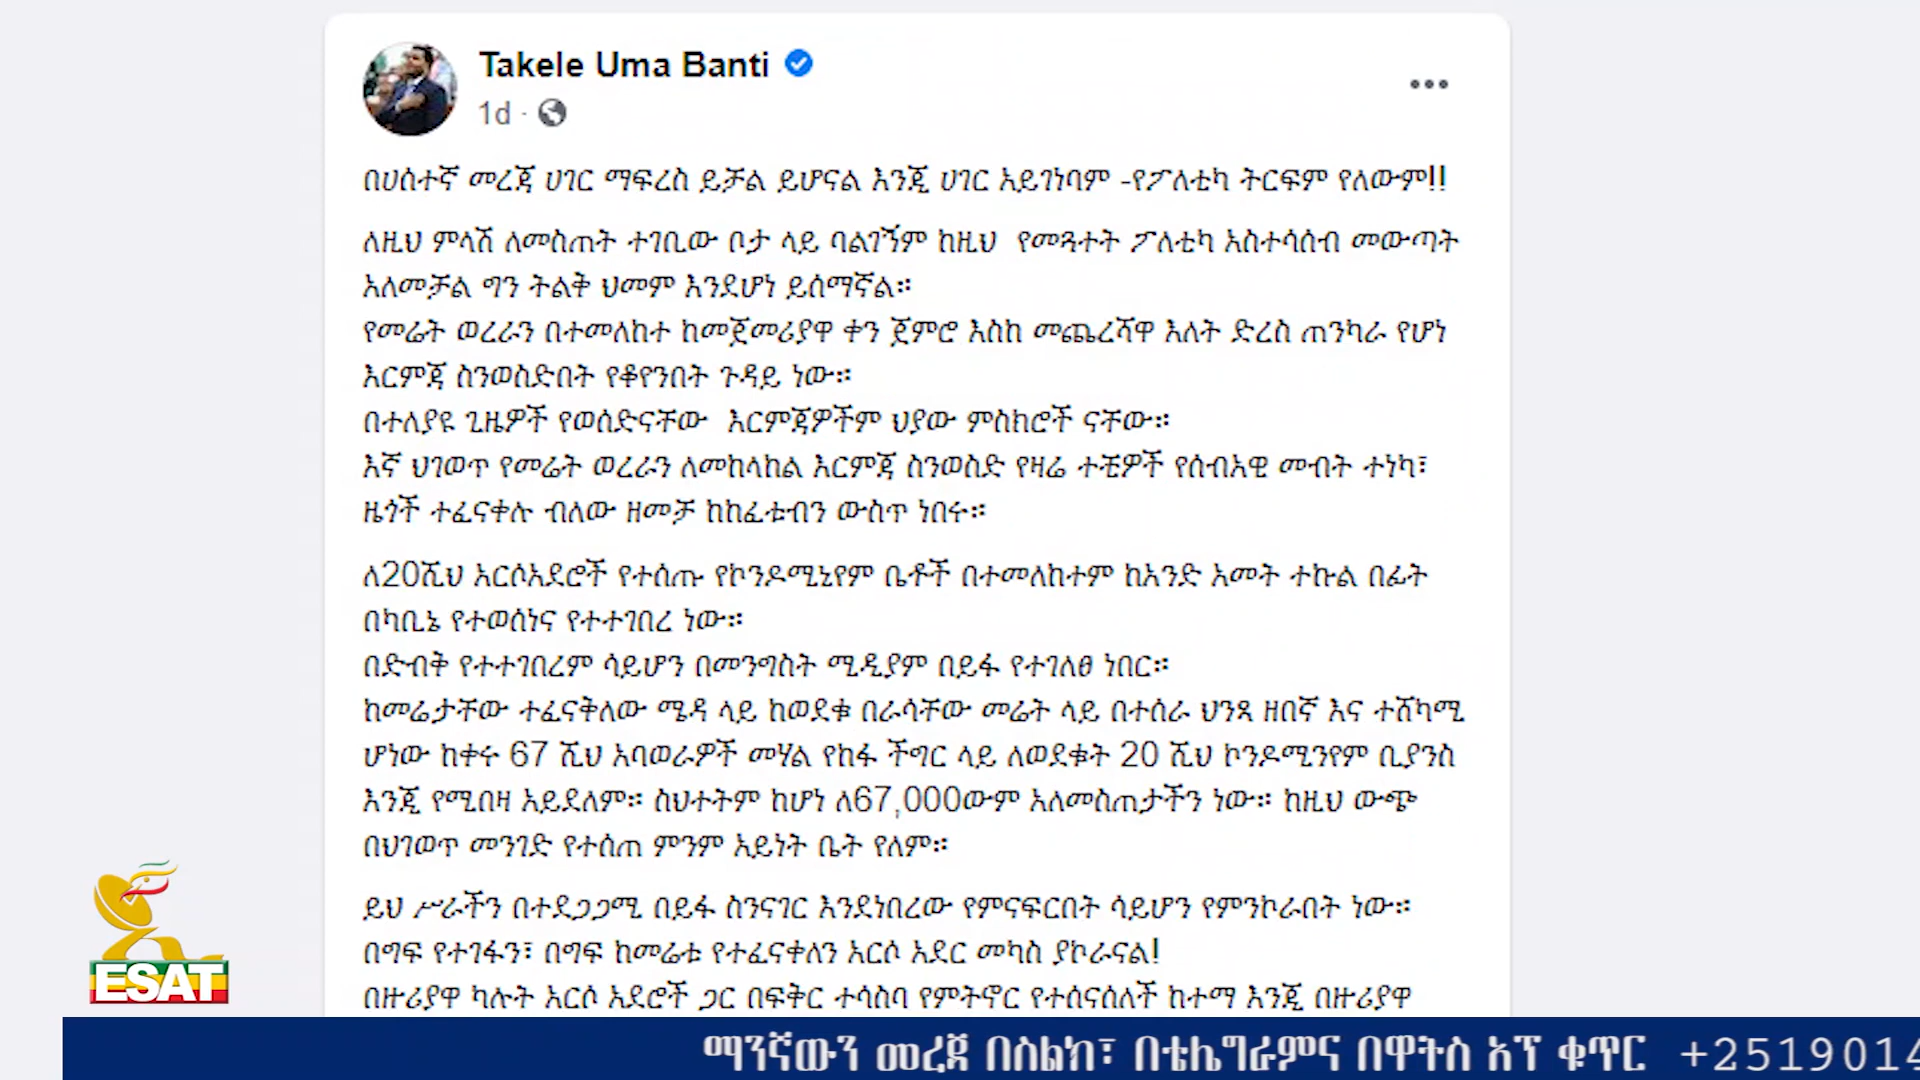 Takele Uma Banti
1d ·
በሀሰተኛ መረጃ ሀገር ማፍረስ ይቻል ይሆናል እንጂ ሀገር አይገነባም -የፖለቲካ ትርፍም የለውም!!
ለዚህ ምላሽ ለመስጠት ተገቢው ቦታ ላይ ባልገኝም ከዚህ የመጓተት ፖለቲካ አስተሳሰብ መውጣት
አለመቻል ግን ትልቅ ህመም እንደሆነ ይሰማኛል።
የመሬት ወረራን በተመለከተ ከመጀመሪያዋ ቀን ጀምሮ እስከ መጨረሻዋ እለት ድረስ ጠንካራ የሆነ
እርምጃ ስንወስድበት የቆየንበት ጉዳይ ነው።
በተለያዩ ጊዜዎች የወሰድናቸው እርምጃዎችም ህያው ምስክሮች ናቸው።
እኛ ህገወጥ የመሬት ወረራን ለመከላከል እርምጃ ስንወስድ የዛሬ ተቺዎች የሰብአዊ መብት ተነካ፣
ዜጎች ተፈናቀሉ ብለው ዘመቻ ከከፈቱብን ውስጥ ነበሩ።
ለ20ሺህ አርሶአደሮች የተሰጡ የኮንዶሚኒየም ቤቶች በተመለከተም ከአንድ አመት ተኩል በፊት
በካቢኔ የተወሰነና የተተገበረ ነው።
በድብቅ የተተገበረም ሳይሆን በመንግስት ሚዲያም በይፋ የተገለፀ ነበር።
ከመሬታቸው ተፈናቅለው ሜዳ ላይ ከወደቁ በራሳቸው መሬት ላይ በተሰራ ህንጻ ዘበኛ እና ተሸካሚ
ሆነው ከቀሩ 67 ሺህ አባወራዎች መሃል የከፋ ችግር ላይ ለወደቁት 20 ሺህ ኮንዶሚንየም ቢያንስ
እንጂ የሚበዛ አይደለም። ስህተትም ከሆነ ለ67,000ውም አለመስጠታችን ነው። ከዚህ ውጭ
በህገወጥ መንገድ የተሰጠ ምንም አይነት ቤት የለም።
ይህ ሥራችን በተደጋጋሚ በይፋ ስንናገር እንደነበረው የምናፍርበት ሳይሆን የምንኮራበት ነው።
በግፍ የተገፋን፣ በግፍ ከመሬቱ የተፈናቀለን አርሶ አደር መካስ ያኮራናል!
በዙሪያዋ ካሉት አርሶ አደሮች ጋር በፍቅር ተሳስባ የምትኖር የተሰናሰለች ከተማ እንጂ በዙሪያዋ
ESAT
ማንኛውንም መረጃ በስልክ፣ በቴሌግራምና በዋትስ አፕ ቁጥር +2519014